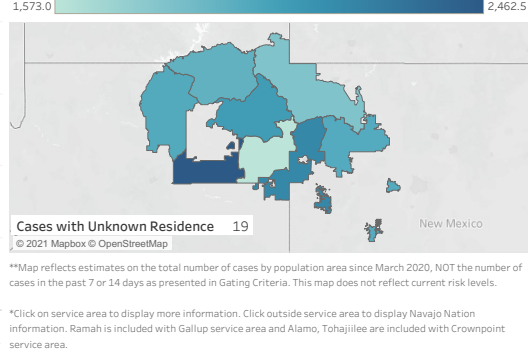 1,573.0 2,462.5
New Mexico
Cases with Unknown Residence 19
© 2021 Mapbox © OpenStreetMap
**Map reflects estimates on the total number of cases by population area since March 2020, NOT the number of
cases in the past 7 or 14 days as presented in Gating Criteria. This map does not reflect current risk levels.
*Click on service area to display more information. Click outside service area to display Navajo Nation
information. Ramah is included with Gallup service area and Alamo, Tohajiilee are included with Crownpoint
service area.